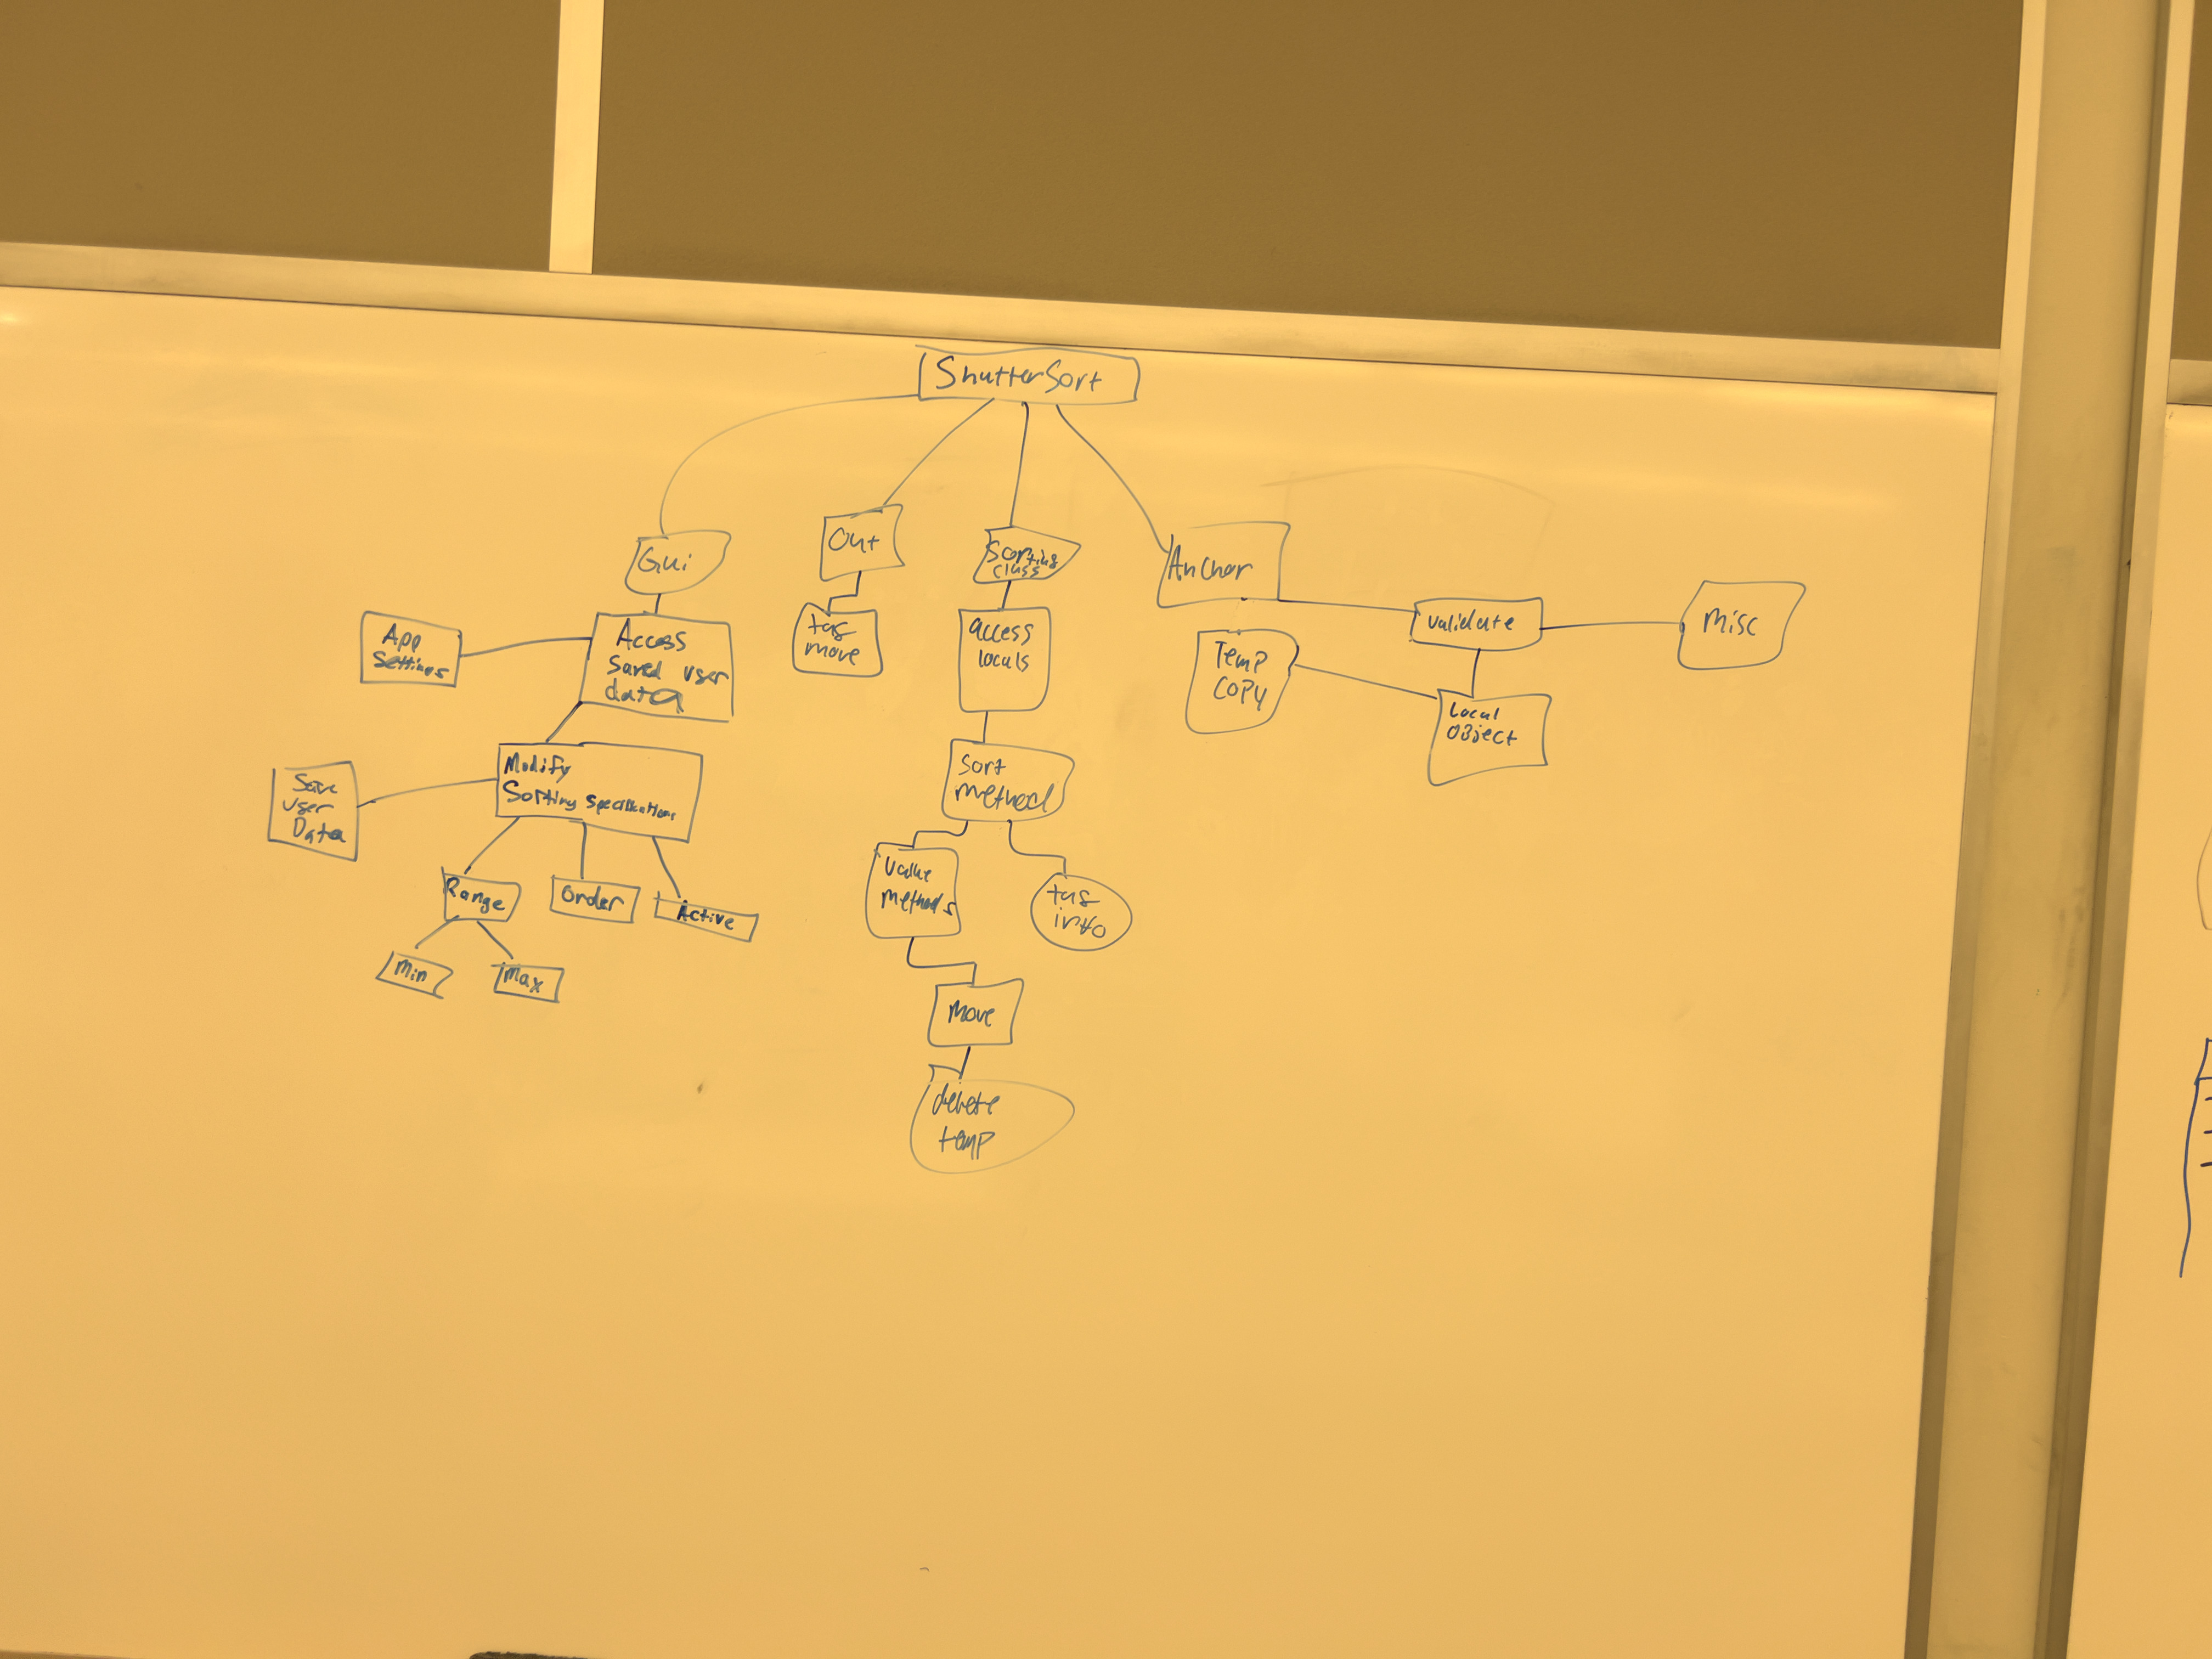 ShutterSort
Gui
Out
Sorting
class
Anchor
validate
misc
App
Settings
Access
Saved user
data
tag
move
access
locals
Temp
Copy
Local
Object
Modify
Sorting Specifications
Save
User
Data
sort
method
Range
Order
Active
Min
Max
Value
methods
tag
info
Move
delete
temp